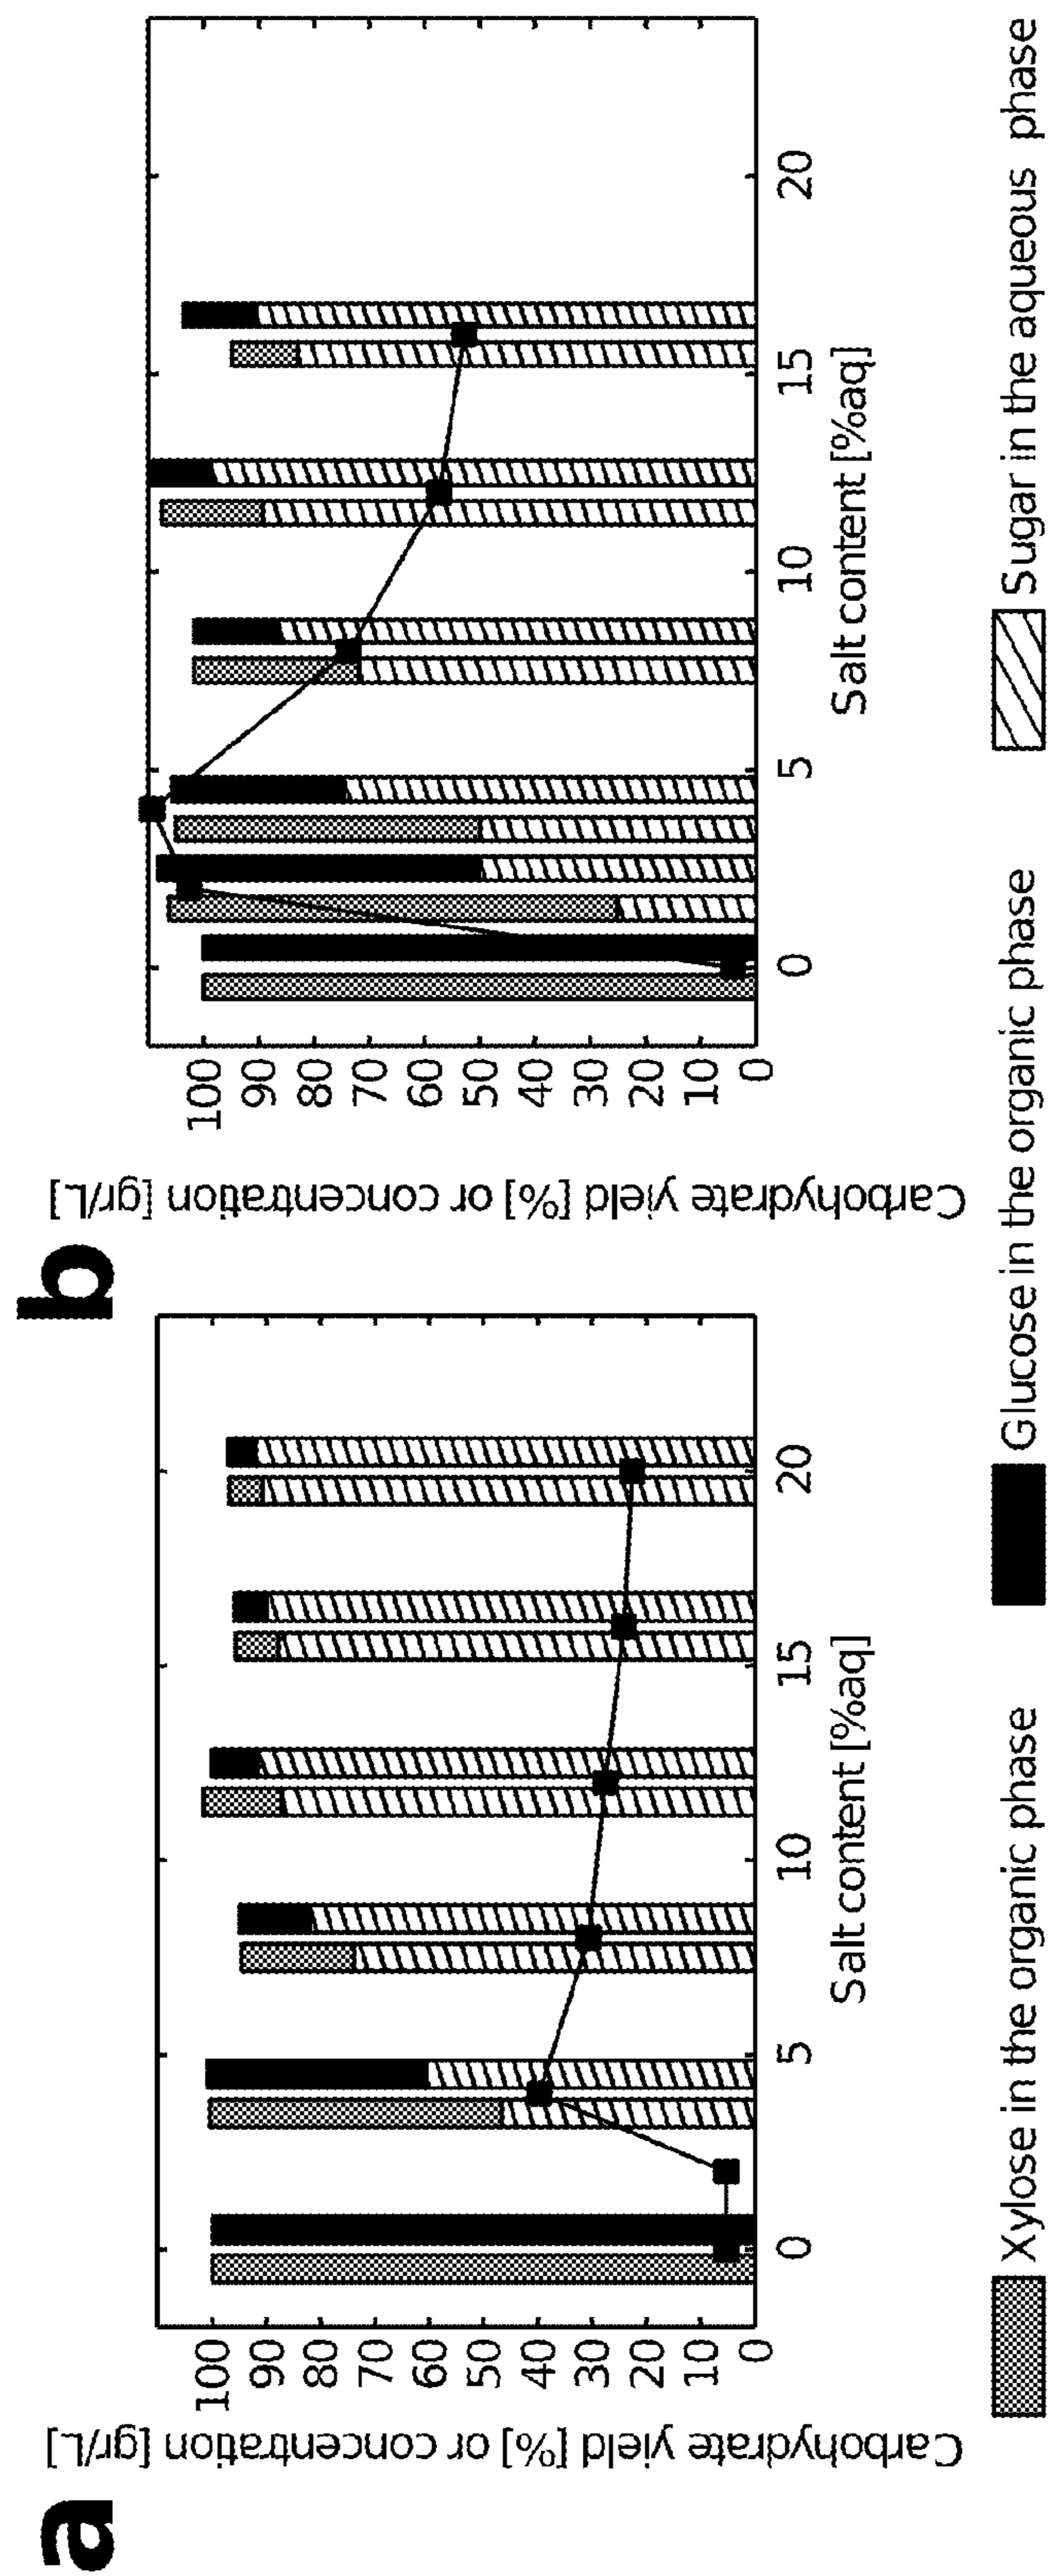 a
Carbohydrate yield [%] or concentration [gr/L]
100
90
80
70
60
50
40
30
20
10
0
0 5 10 15 20
Salt content [%aq]
b
Carbohydrate yield [%] or concentration [gr/L]
100
90
80
70
60
50
40
30
20
10
0
0 5 10 15 20
Salt content [%aq]
Xylose in the organic phase Glucose in the organic phase Sugar in the aqueous phase